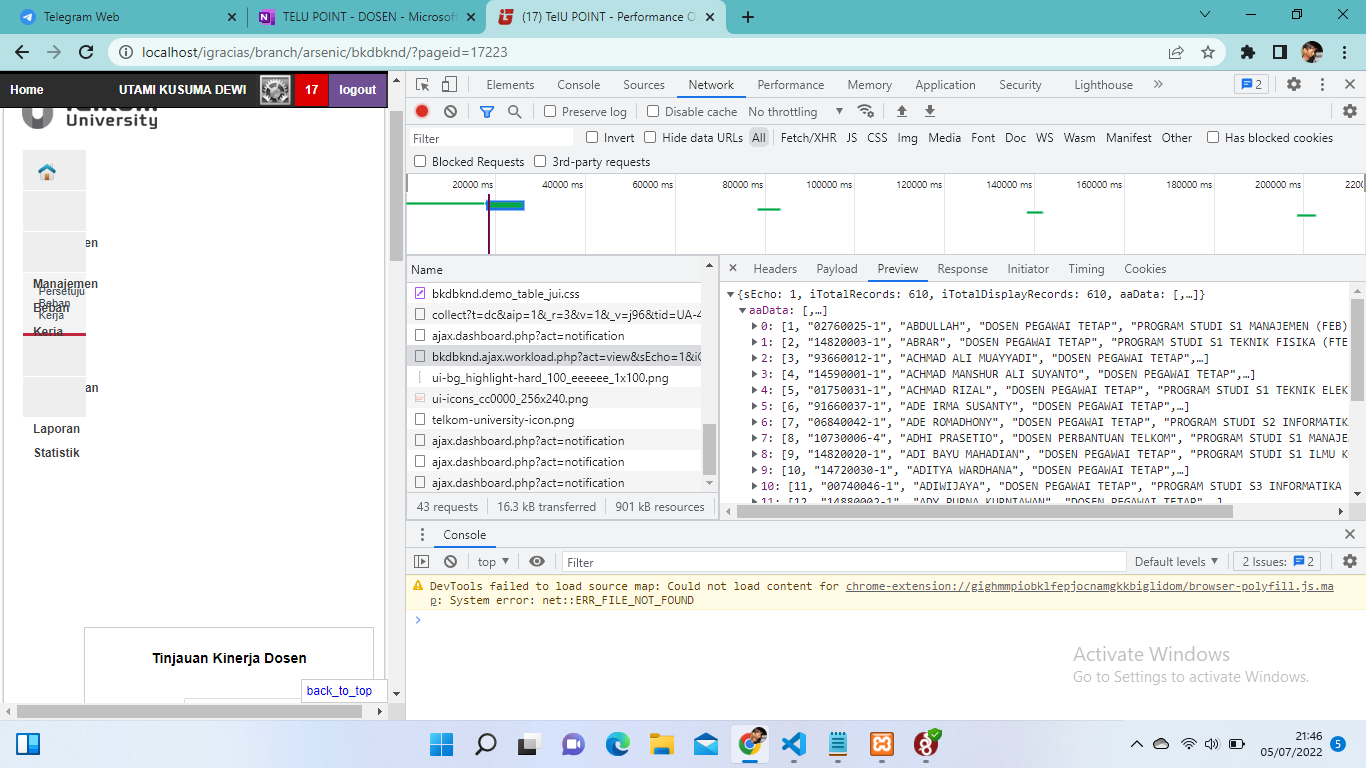 Telegram Web
TELU POINT - DOSEN - Microsoft
(17) TelU POINT - Performance O
localhost/igracias/branch/arsenic/bkdbknd/?pageid=17223
Home
UTAMI KUSUMA DEWI
17
logout
University
en
Manajemen
Persetuju
Beban
Beban
Kerja
Kerja
an
Laporan
Statistik
Tinjauan Kinerja Dosen
back_to_top
Elements Console Sources Network Performance Memory Application Security Lighthouse 2
Preserve log Disable cache No throttling
Filter Invert Hide data URLs All Fetch/XHR JS CSS Img Media Font Doc WS Wasm Manifest Other Has blocked cookies
Blocked Requests 3rd-party requests
20000 ms 40000 ms 60000 ms 80000 ms 100000 ms 120000 ms 140000 ms 160000 ms 180000 ms 200000 ms 2200
Name
bkdbknd.demo_table_jui.css
collect?t=dc&aip=1&_r=3&v=1&_v=j96&tid=UA-4
ajax.dashboard.php?act=notification
bkdbknd.ajax.workload.php?act=view&sEcho=1&iC
ui-bg_highlight-hard_100_eeeeee_1x100.png
ui-icons_cc0000_256x240.png
telkom-university-icon.png
ajax.dashboard.php?act=notification
ajax.dashboard.php?act=notification
ajax.dashboard.php?act=notification
43 requests 16.3 kB transferred 901 kB resources
Headers Payload Preview Response Initiator Timing Cookies
{sEcho: 1, iTotalRecords: 610, iTotalDisplayRecords: 610, aaData: [,…]}
aaData: [,…]
0: [1, "02760025-1", "ABDULLAH", "DOSEN PEGAWAI TETAP", "PROGRAM STUDI S1 MANAJEMEN (FEB)
1: [2, "14820003-1", "ABRAR", "DOSEN PEGAWAI TETAP", "PROGRAM STUDI S1 TEKNIK FISIKA (FTE
2: [3, "93660012-1", "ACHMAD ALI MUAYYADI", "DOSEN PEGAWAI TETAP",…]
3: [4, "14590001-1", "ACHMAD MANSHUR ALI SUYANTO", "DOSEN PEGAWAI TETAP",…]
4: [5, "01750031-1", "ACHMAD RIZAL", "DOSEN PEGAWAI TETAP", "PROGRAM STUDI S1 TEKNIK ELEK
5: [6, "91660037-1", "ADE IRMA SUSANTY", "DOSEN PEGAWAI TETAP",…]
6: [7, "06840042-1", "ADE ROMADHONY", "DOSEN PEGAWAI TETAP", "PROGRAM STUDI S2 INFORMATIK
7: [8, "10730006-4", "ADHI PRASETIO", "DOSEN PERBANTUAN TELKOM", "PROGRAM STUDI S1 MANAJE
8: [9, "14820020-1", "ADI BAYU MAHADIAN", "DOSEN PEGAWAI TETAP", "PROGRAM STUDI S1 ILMU K
9: [10, "14720030-1", "ADITYA WARDHANA", "DOSEN PEGAWAI TETAP",…]
10: [11, "00740046-1", "ADIWIJAYA", "DOSEN PEGAWAI TETAP", "PROGRAM STUDI S3 INFORMATIKA
11: [12, "14880002-1", "ADY PURNA KURNIAWAN", "DOSEN PEGAWAI TETAP",…]
Console
top Filter Default levels 2 Issues: 2
DevTools failed to load source map: Could not load content for chrome-extension://gighmmpiobklfepjocnamgkkbiglidom/browser-polyfill.js.ma
p: System error: net::ERR_FILE_NOT_FOUND
Activate Windows
Go to Settings to activate Windows.
21:46
05/07/2022
5